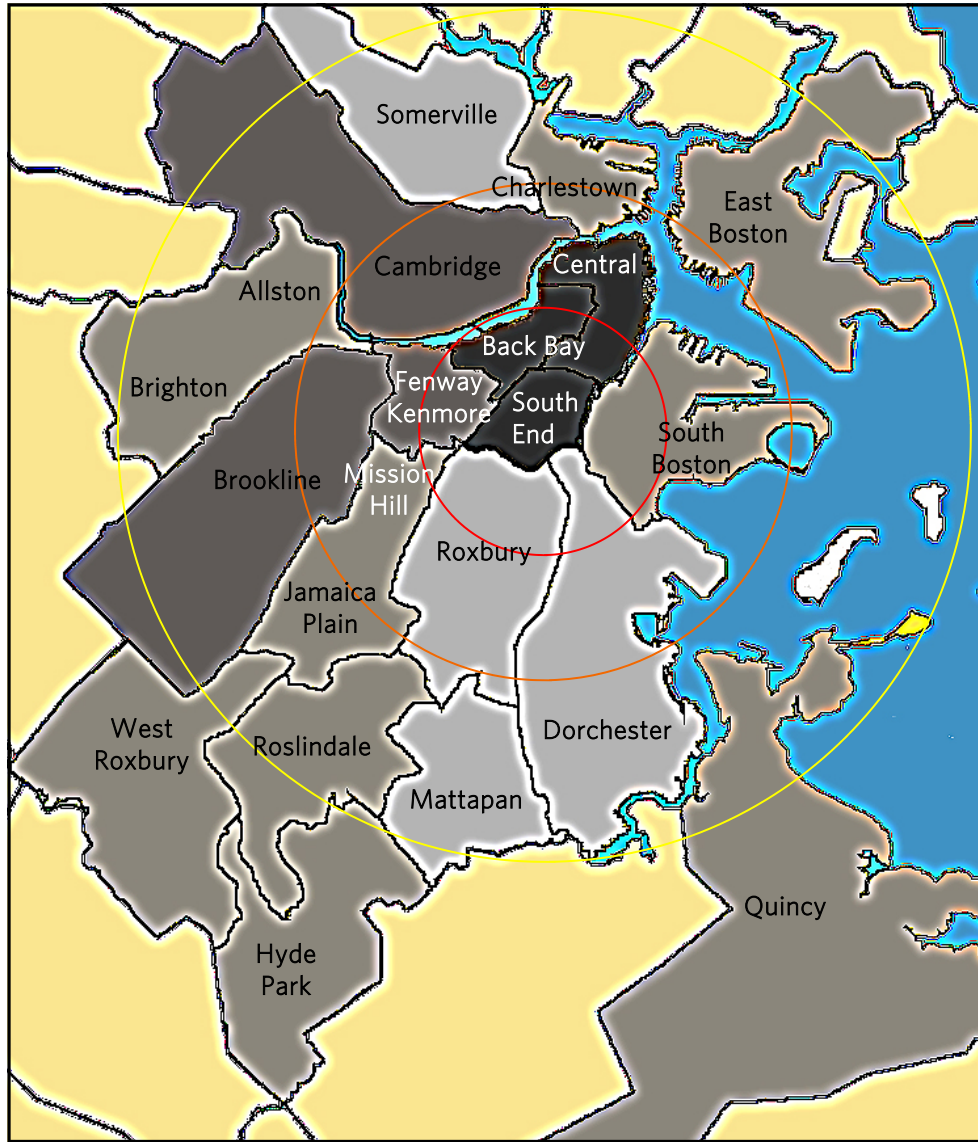 Somerville
Charlestown
East
Boston
Central
Cambridge
Allston
Back Bay
Brighton
Fenway
Kenmore
South
End
South
Boston
Brookline
Mission
Hill
Roxbury
Jamaica
Plain
West
Roxbury
Roslindale
Dorchester
Mattapan
Quincy
Hyde
Park